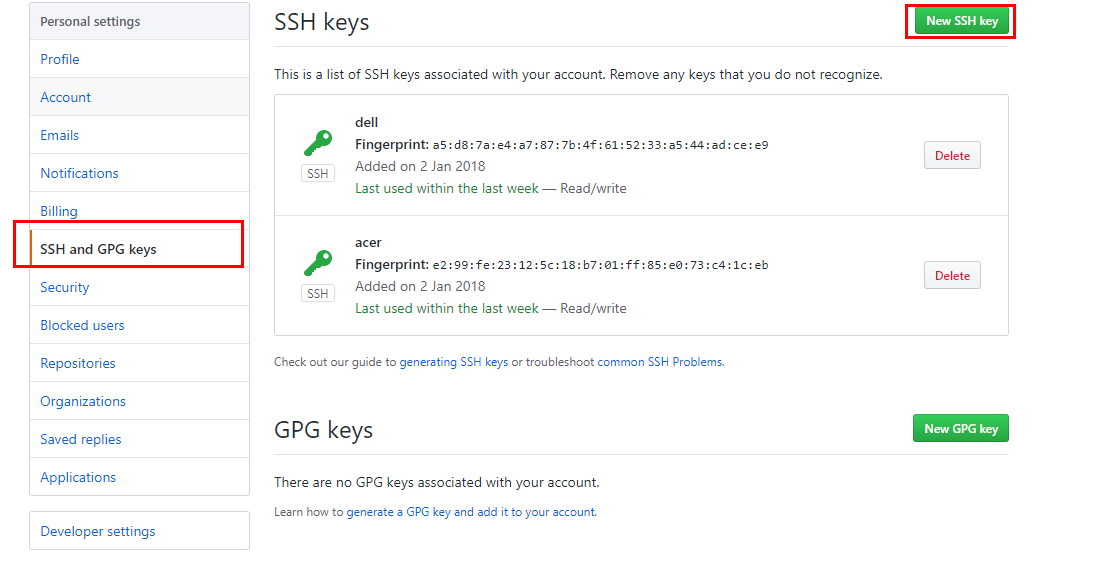 Personal settings
Profile
Account
Emails
Notifications
Billing
SSH and GPG keys
Security
Blocked users
Repositories
Organizations
Saved replies
Applications
Developer settings
SSH keys
New SSH key
This is a list of SSH keys associated with your account. Remove any keys that you do not recognize.
dell
Fingerprint: a5:d8:7a:e4:a7:87:7b:4f:61:52:33:a5:44:ad:ce:e9
SSH
Added on 2 Jan 2018
Last used within the last week — Read/write
Delete
acer
Fingerprint: e2:99:fe:23:12:5c:18:b7:01:ff:85:e0:73:c4:1c:eb
SSH
Added on 2 Jan 2018
Last used within the last week — Read/write
Delete
Check out our guide to generating SSH keys or troubleshoot common SSH Problems.
GPG keys
New GPG key
There are no GPG keys associated with your account.
Learn how to generate a GPG key and add it to your account.